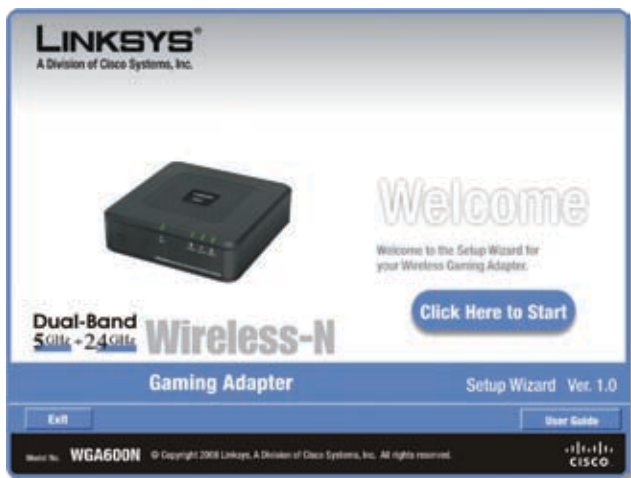 LINKSYS®
A Division of Cisco Systems, Inc.
Welcome
Welcome to the Setup Wizard for
your Wireless Gaming Adapter.
Click Here to Start
Dual-Band
5GHz + 2.4GHz
Wireless-N
Gaming Adapter
Setup Wizard Ver. 1.0
Exit
User Guide
Model No. WGA600N © Copyright 2008 Linksys, A Division of Cisco Systems, Inc. All rights reserved.
CISCO